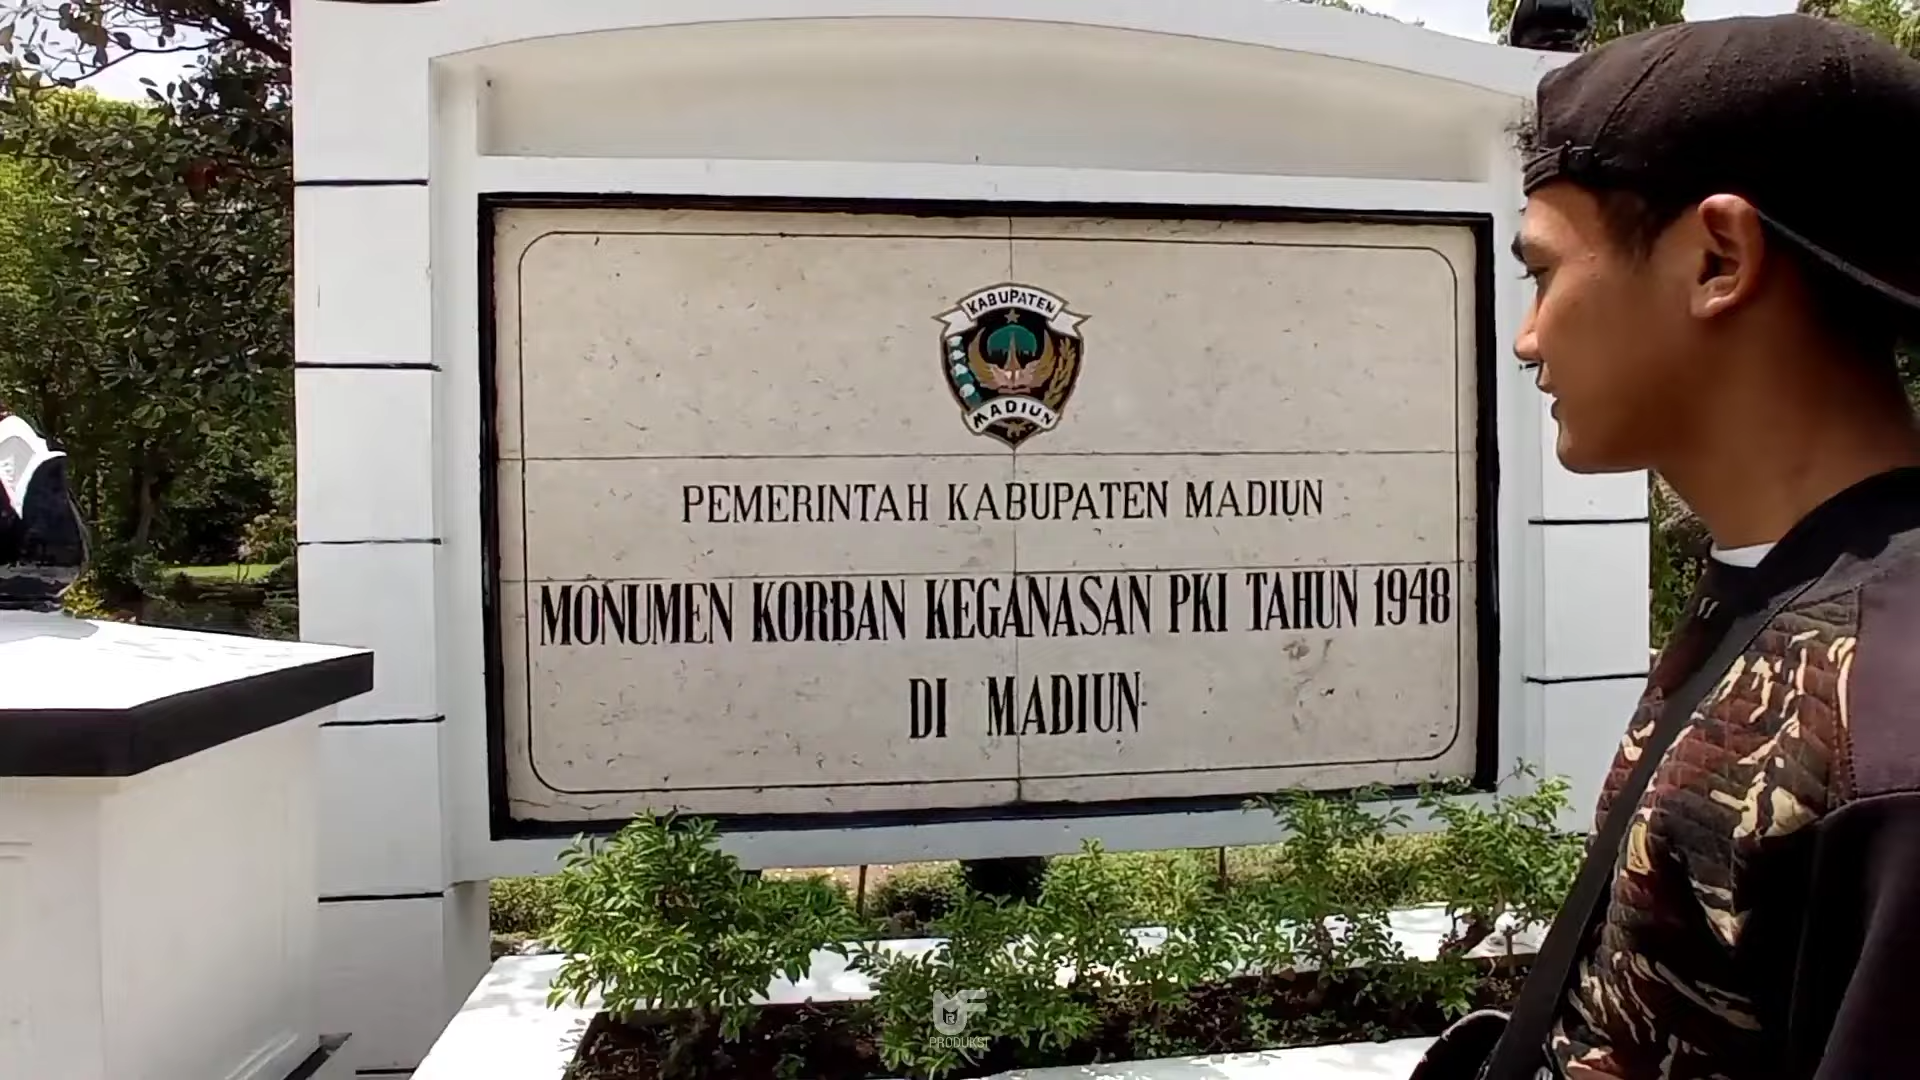 KABUPATEN
MADIUN
PEMERINTAH KABUPATEN MADIUN
MONUMEN KORBAN KEGANASAN PKI TAHUN 1948
DI MADIUN
PRODUKSI